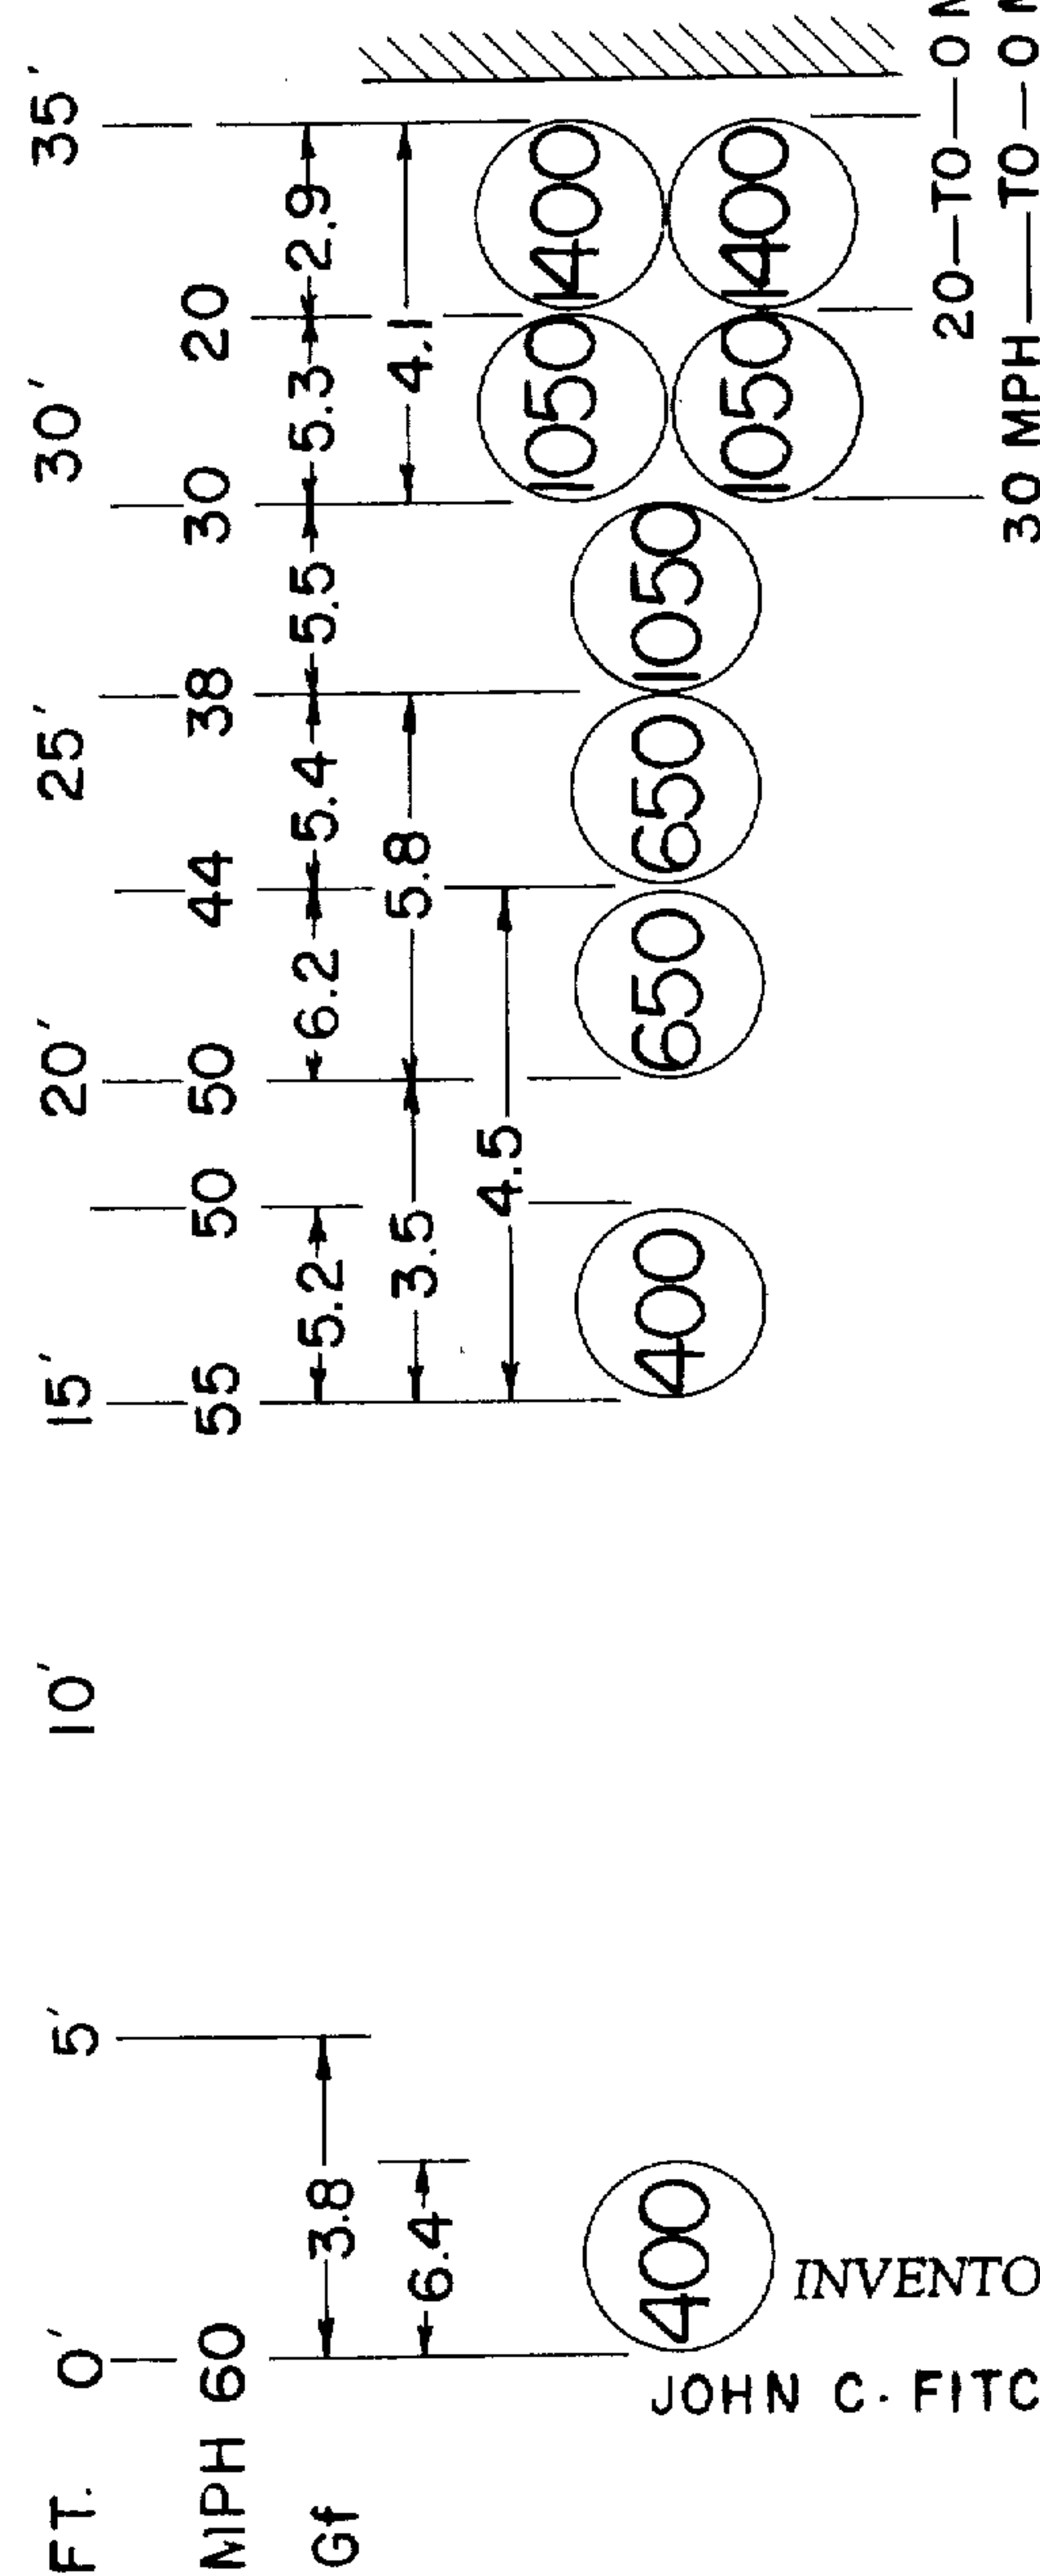 FT. 0' 5' 10' 15' 20' 25' 30' 35'
MPH 60 55 50 50 44 38 30 20
Gf 3.8 5.2 6.2 5.4 5.5 5.3 2.9
6.4 3.5 5.8 4.1
4.5
1050 1400
400 400 650 650 1050
1050 1400
INVENTO
JOHN C. FITC
20—TO—0 M
30 MPH—TO—0 M